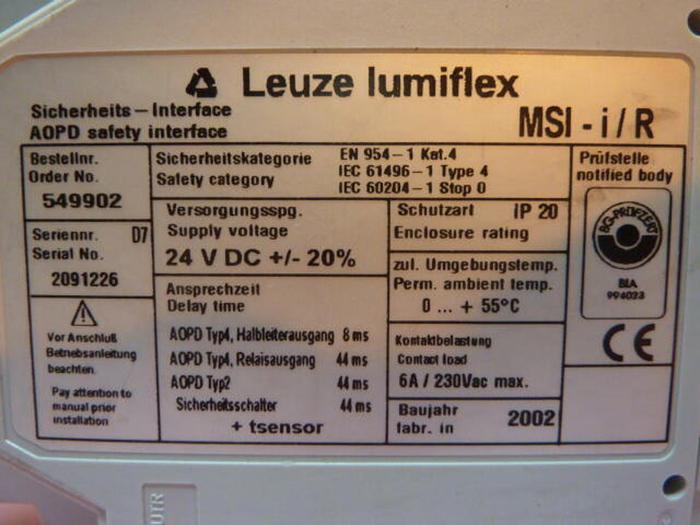 Leuze lumiflex
Sicherheits - Interface
AOPD safety interface
MSI - i / R
Bestellnr.
Order No.
549902
Seriennr. D7
Serial No.
2091226
Vor Anschluß
Betriebsanleitung
beachten.
Pay attention to
manual prior
installation
Sicherheitskategorie
Safety category
EN 954-1 Kat.4
IEC 61496-1 Type 4
IEC 60204-1 Stop 0
Versorgungsspg.
Supply voltage
24 V DC +/- 20%
Ansprechzeit
Delay time
AOPD Typ4, Halbleiterausgang 8 ms
AOPD Typ4, Relaisausgang 44 ms
AOPD Typ2 44 ms
Sicherheitsschalter 44 ms
+ tsensor
Schutzart IP 20
Enclosure rating
zul. Umgebungstemp.
Perm. ambient temp.
0 ... + 55°C
Kontaktbelastung
Contact load
6A / 230Vac max.
Baujahr
fabr. in
2002
Prüfstelle
notified body
BG-PRÜFZERT
BIA
994023
CE